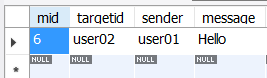 mid targetid sender message
6 user02 user01 Hello
NULL NULL NULL NULL